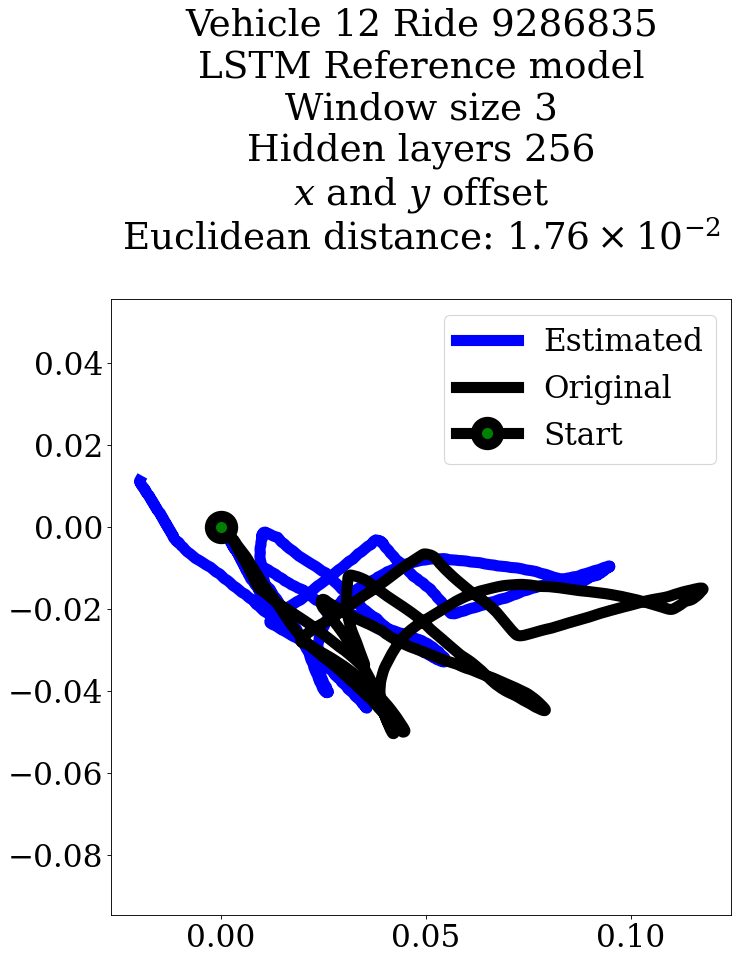 Vehicle 12 Ride 9286835
LSTM Reference model
Window size 3
Hidden layers 256
x and y offset
Euclidean distance: 1.76 × 10⁻²
Estimated
Original
Start
0.04
0.02
0.00
−0.02
−0.04
−0.06
−0.08
0.00 0.05 0.10